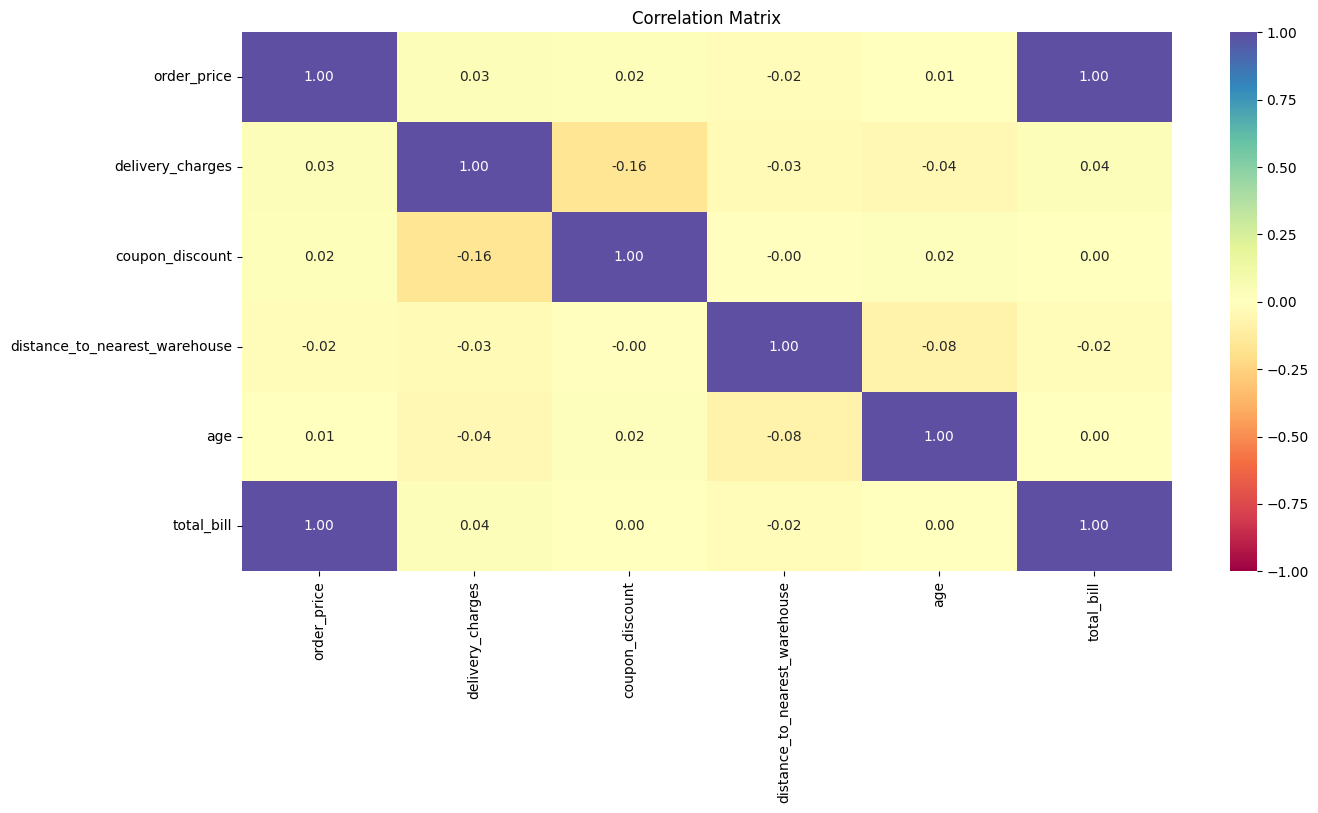 Correlation Matrix
order_price 1.00 0.03 0.02 -0.02 0.01 1.00
delivery_charges 0.03 1.00 -0.16 -0.03 -0.04 0.04
coupon_discount 0.02 -0.16 1.00 -0.00 0.02 0.00
distance_to_nearest_warehouse -0.02 -0.03 -0.00 1.00 -0.08 -0.02
age 0.01 -0.04 0.02 -0.08 1.00 0.00
total_bill 1.00 0.04 0.00 -0.02 0.00 1.00
order_price
delivery_charges
coupon_discount
distance_to_nearest_warehouse
age
total_bill
1.00
0.75
0.50
0.25
0.00
−0.25
−0.50
−0.75
−1.00